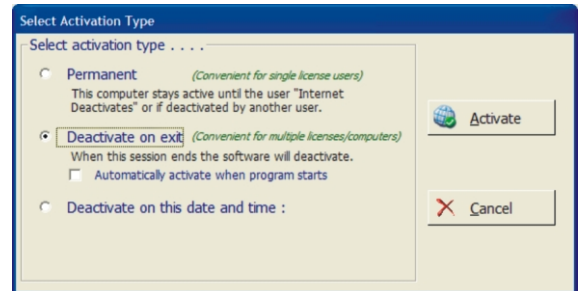 Select Activation Type
Select activation type . . . .
Permanent (Convenient for single license users)
This computer stays active until the user "Internet
Deactivates" or if deactivated by another user.
Activate
Deactivate on exit (Convenient for multiple licenses/computers)
When this session ends the software will deactivate.
Automatically activate when program starts
Deactivate on this date and time :
Cancel